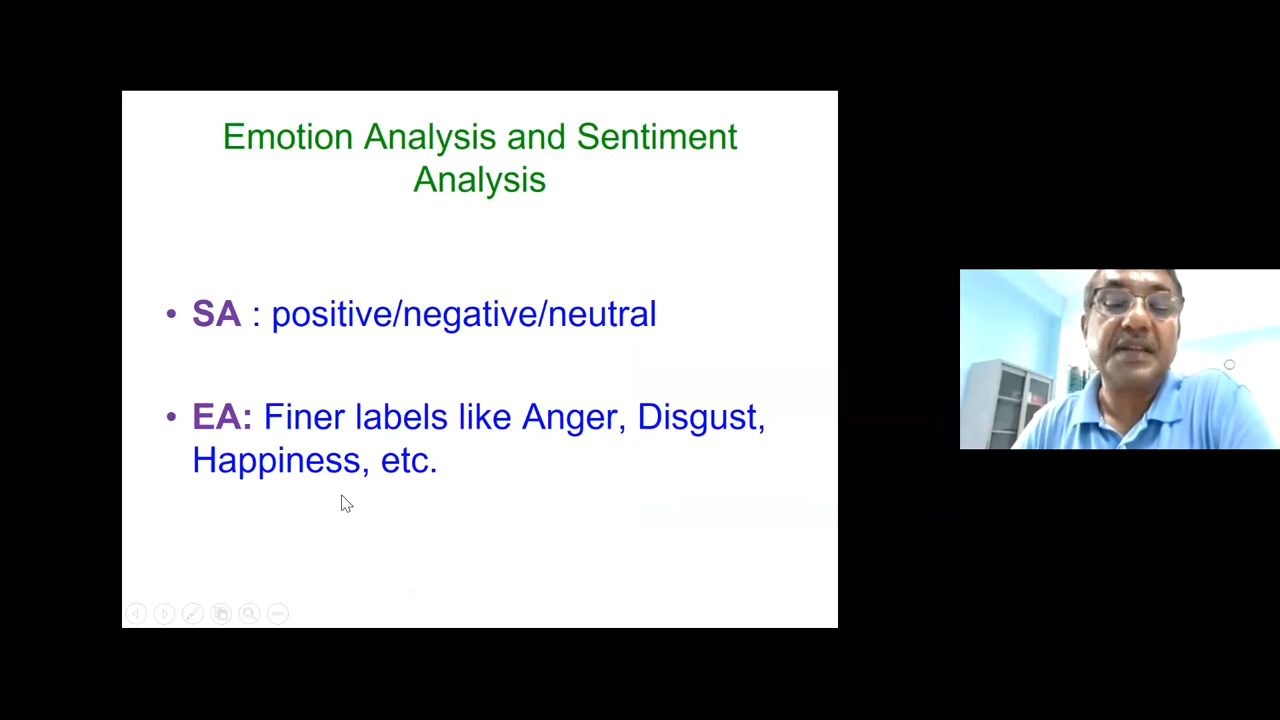 Emotion Analysis and Sentiment
Analysis
• SA : positive/negative/neutral
• EA: Finer labels like Anger, Disgust,
Happiness, etc.